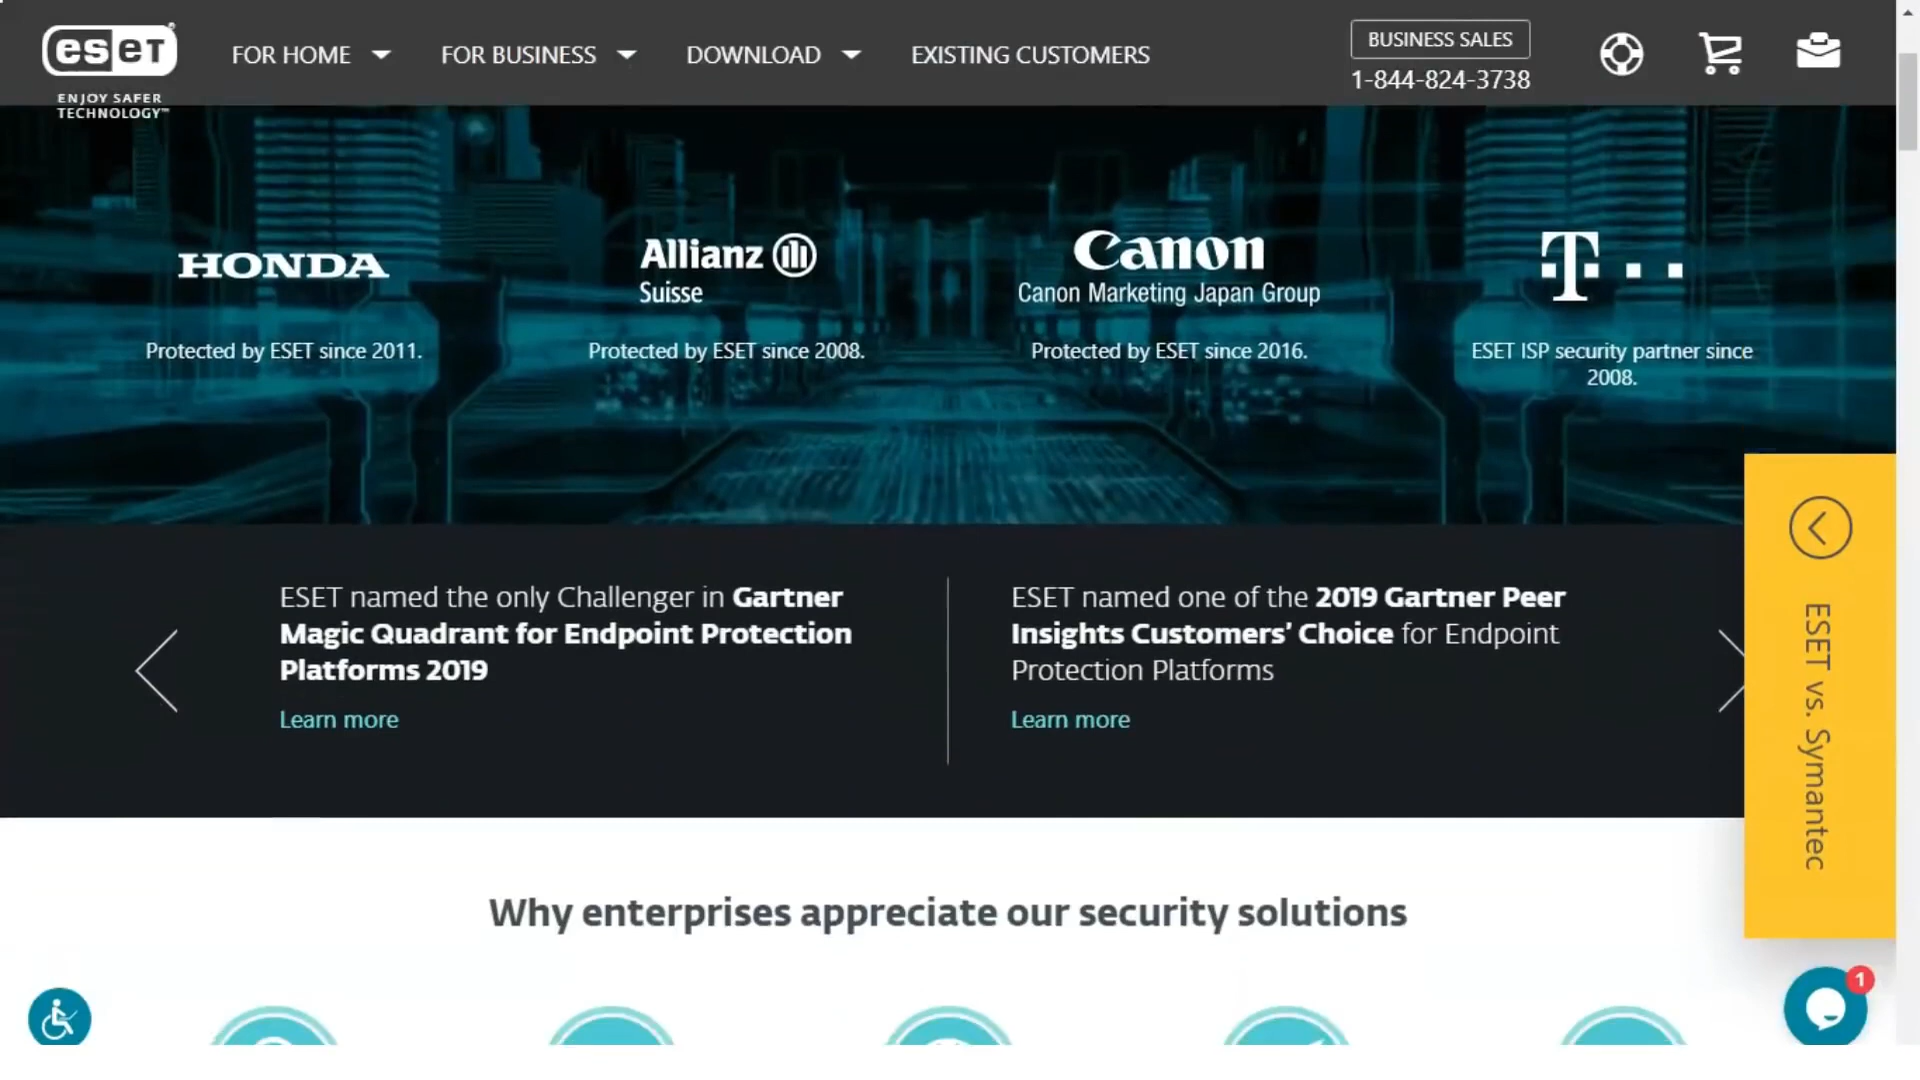 eseT®
ENJOY SAFER
TECHNOLOGY™
FOR HOME
FOR BUSINESS
DOWNLOAD
EXISTING CUSTOMERS
BUSINESS SALES
1-844-824-3738
HONDA
Protected by ESET since 2011.
Allianz
Suisse
Protected by ESET since 2008.
Canon
Canon Marketing Japan Group
Protected by ESET since 2016.
T
ESET ISP security partner since
2008.
ESET named the only Challenger in Gartner
Magic Quadrant for Endpoint Protection
Platforms 2019
Learn more
ESET named one of the 2019 Gartner Peer
Insights Customers’ Choice for Endpoint
Protection Platforms
Learn more
ESET vs. Symantec
Why enterprises appreciate our security solutions
1